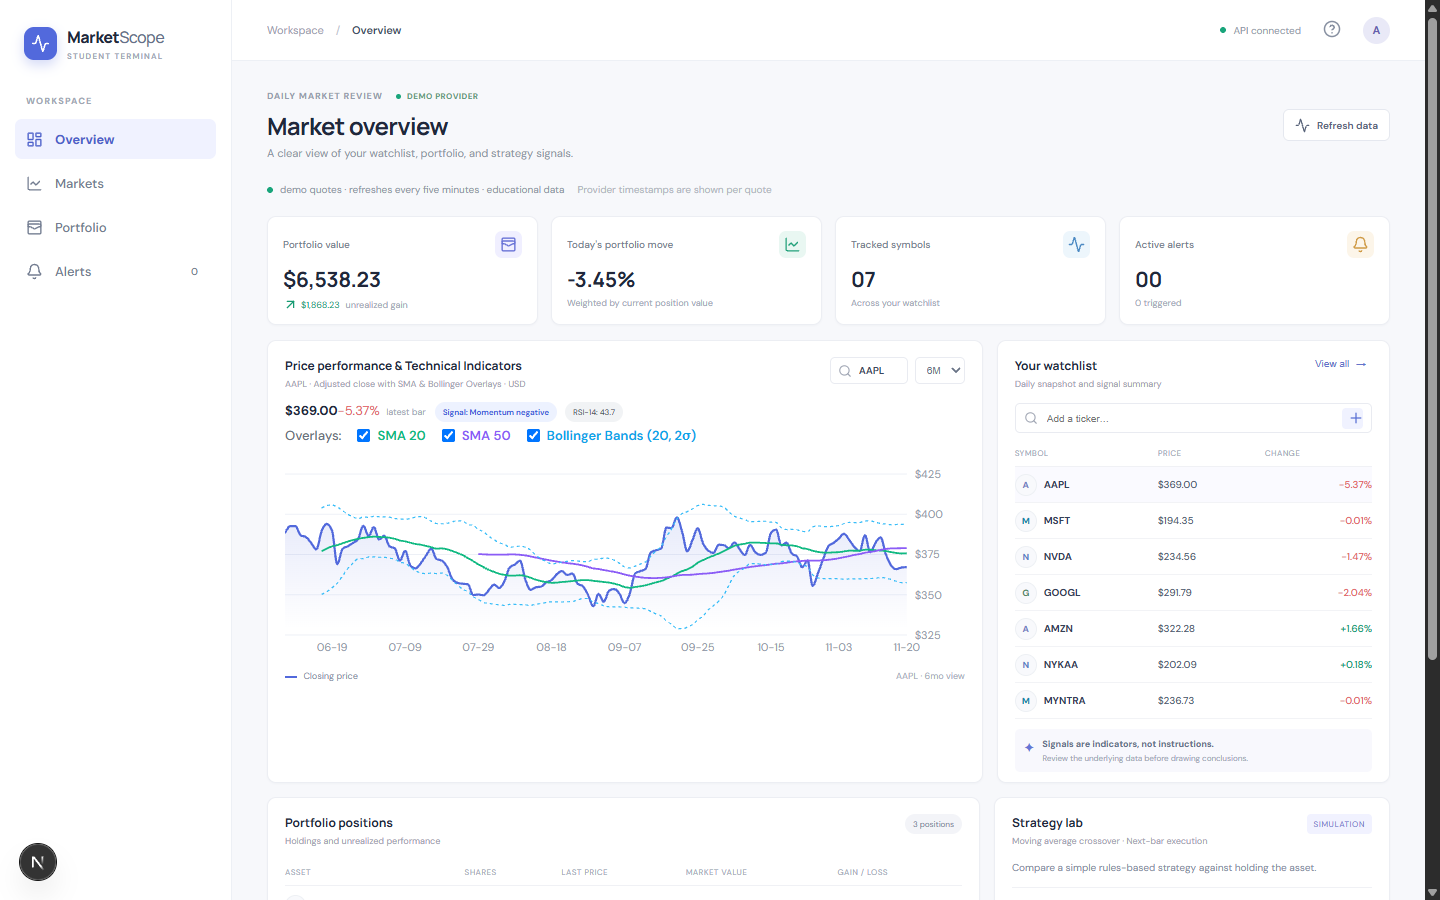 MarketScope
STUDENT TERMINAL
WORKSPACE
Overview
Markets
Portfolio
Alerts 0
N
Workspace / Overview
API connected
A
DAILY MARKET REVIEW DEMO PROVIDER
Market overview
A clear view of your watchlist, portfolio, and strategy signals.
Refresh data
demo quotes · refreshes every five minutes · educational data Provider timestamps are shown per quote
Portfolio value
$6,538.23
$1,868.23 unrealized gain
Today's portfolio move
-3.45%
Weighted by current position value
Tracked symbols
07
Across your watchlist
Active alerts
00
0 triggered
Price performance & Technical Indicators
AAPL · Adjusted close with SMA & Bollinger Overlays · USD
AAPL
6M
$369.00 -5.37% latest bar Signal: Momentum negative RSI-14: 43.7
Overlays: SMA 20 SMA 50 Bollinger Bands (20, 2σ)
$425
$400
$375
$350
$325
06-19 07-09 07-29 08-18 09-07 09-25 10-15 11-03 11-20
Closing price
AAPL · 6mo view
Your watchlist
View all →
Daily snapshot and signal summary
Add a ticker...
SYMBOL PRICE CHANGE
A AAPL $369.00 -5.37%
M MSFT $194.35 -0.01%
N NVDA $234.56 -1.47%
G GOOGL $291.79 -2.04%
A AMZN $322.28 +1.66%
N NYKAA $202.09 +0.18%
M MYNTRA $236.73 -0.01%
Signals are indicators, not instructions.
Review the underlying data before drawing conclusions.
Portfolio positions
3 positions
Holdings and unrealized performance
ASSET SHARES LAST PRICE MARKET VALUE GAIN / LOSS
Strategy lab
SIMULATION
Moving average crossover · Next-bar execution
Compare a simple rules-based strategy against holding the asset.